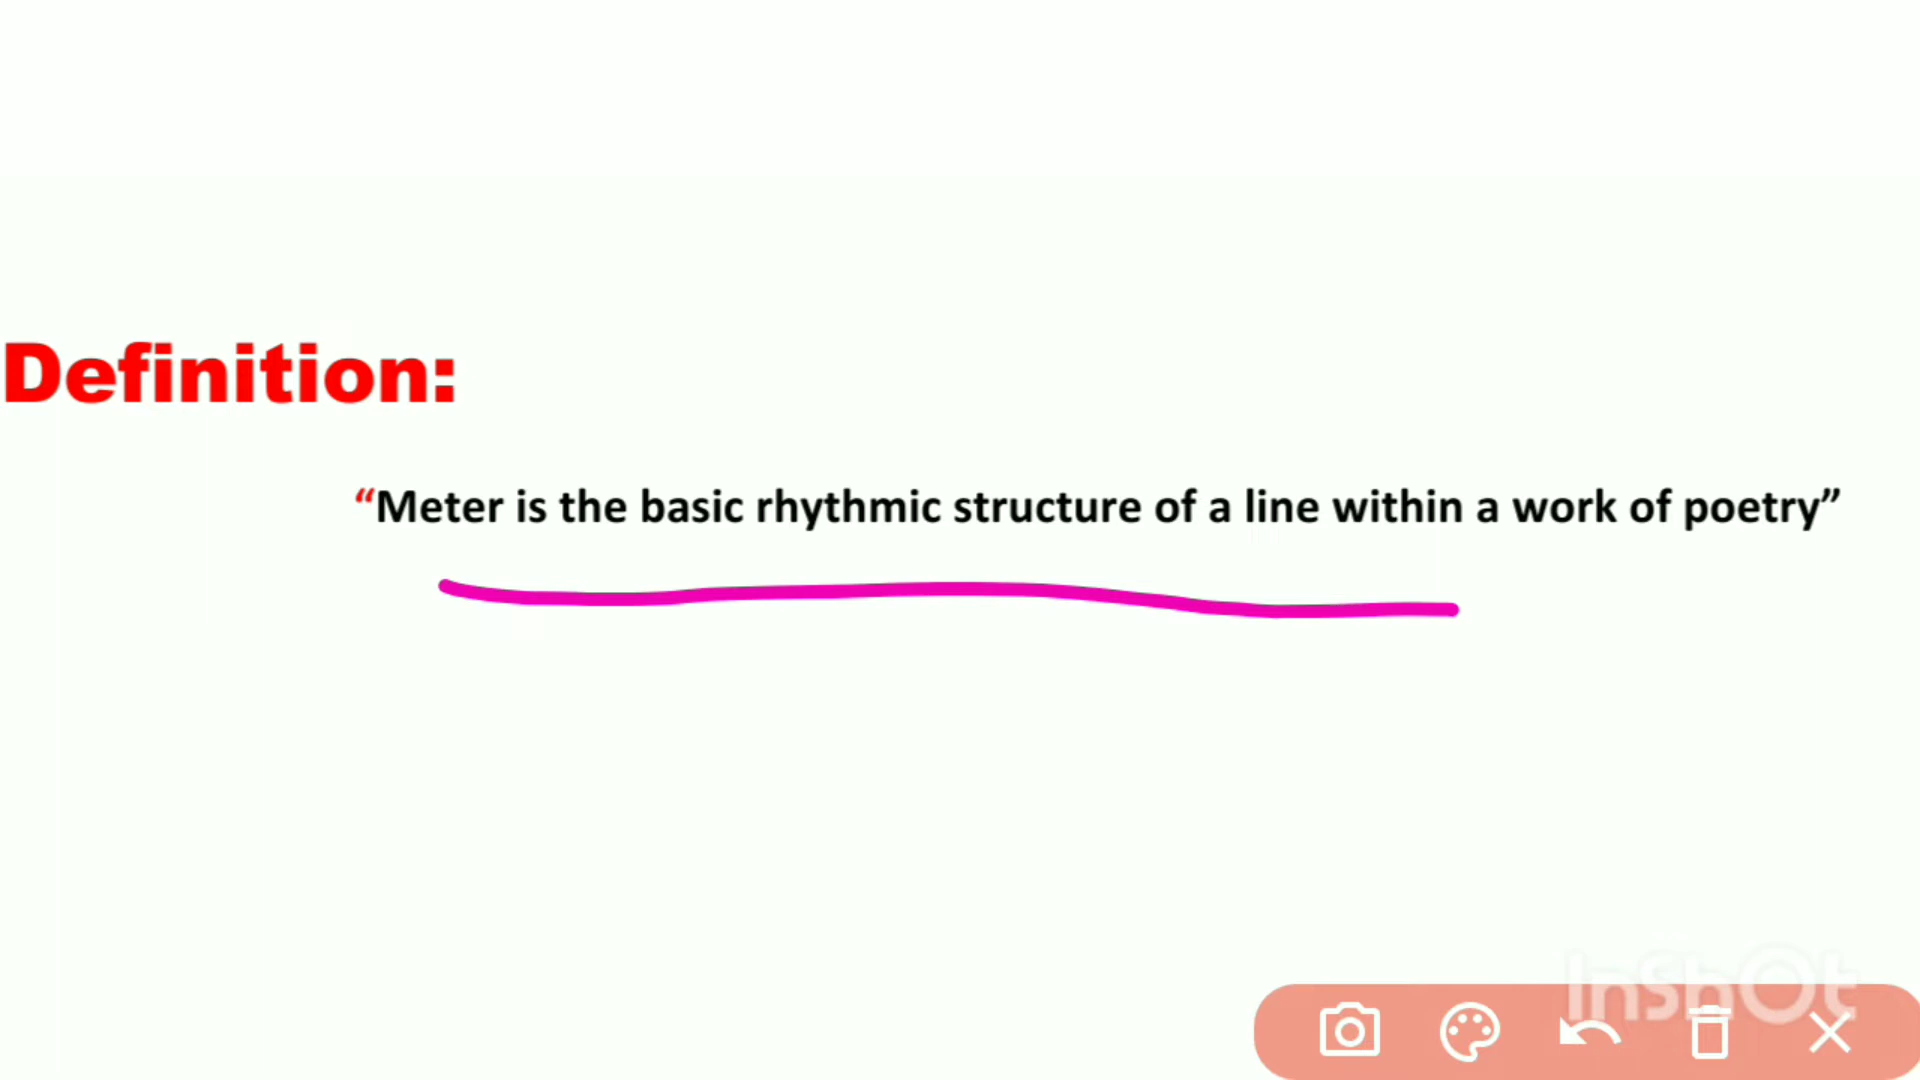 Definition:
“Meter is the basic rhythmic structure of a line within a work of poetry”
InShOt